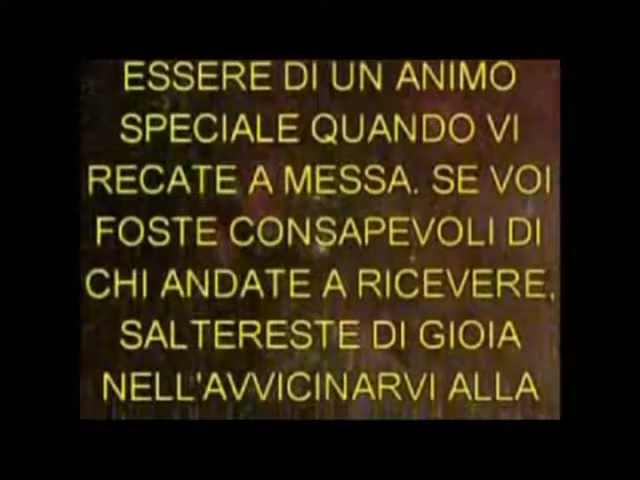 ESSERE DI UN ANIMO
SPECIALE QUANDO VI
RECATE A MESSA. SE VOI
FOSTE CONSAPEVOLI DI
CHI ANDATE A RICEVERE,
SALTERESTE DI GIOIA
NELL'AVVICINARVI ALLA